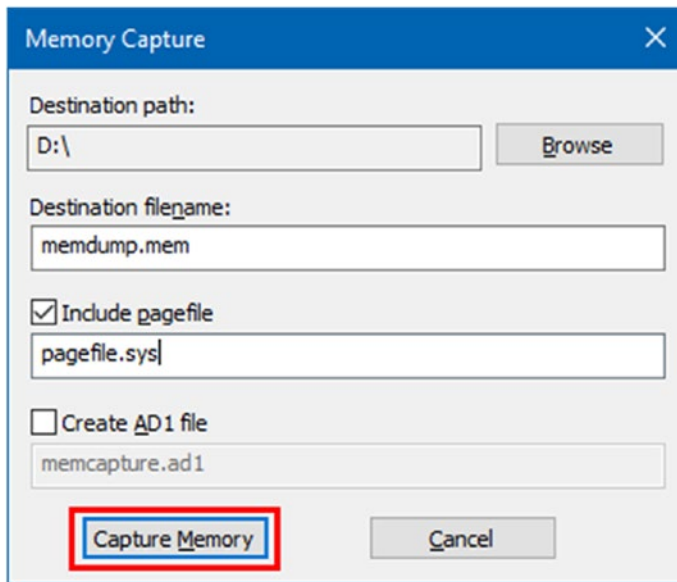 Memory Capture
Destination path:
D:\
Browse
Destination filename:
memdump.mem
Include pagefile
pagefile.sys
Create AD1 file
memcapture.ad1
Capture Memory
Cancel